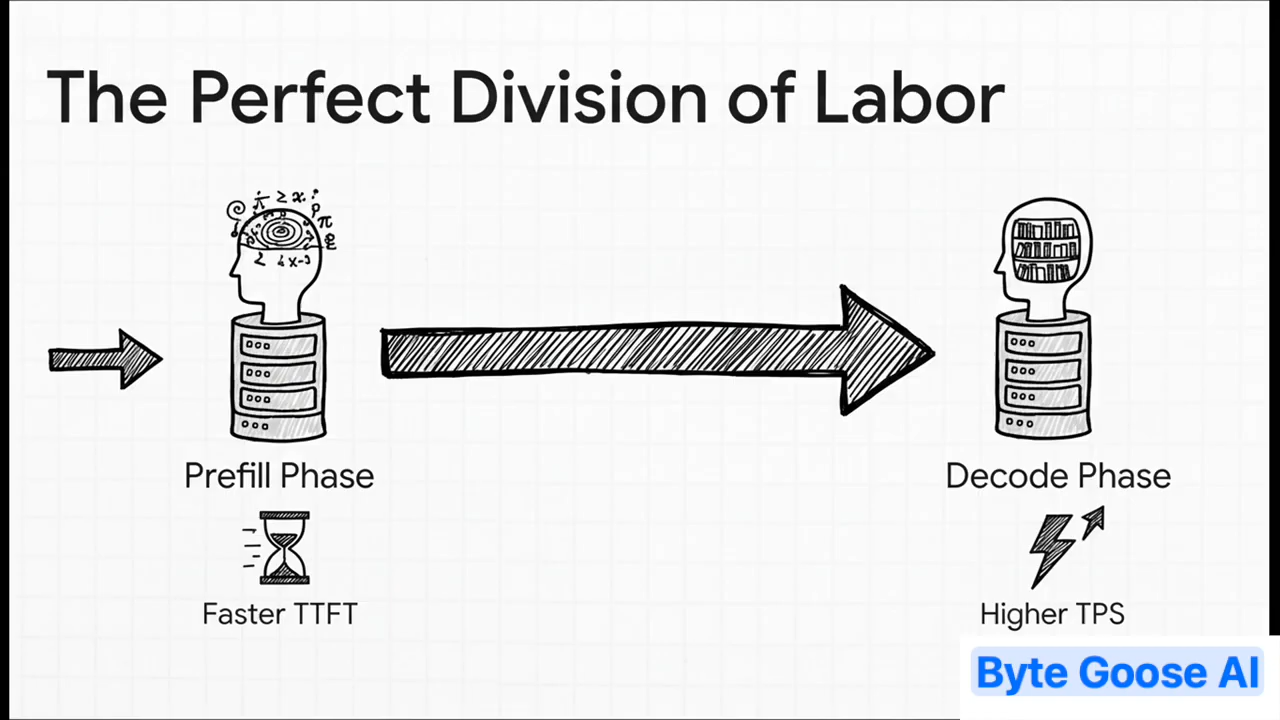 The Perfect Division of Labor
Prefill Phase
Decode Phase
Faster TTFT
Higher TPS
Byte Goose AI